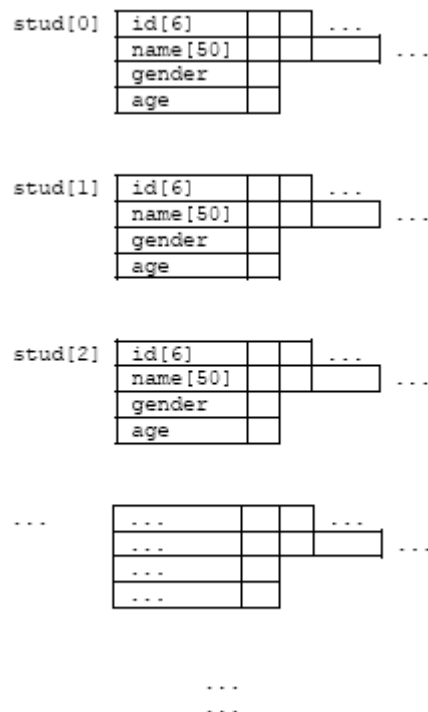 stud[0] id[6] ...
name[50] ...
gender
age
stud[1] id[6] ...
name[50] ...
gender
age
stud[2] id[6] ...
name[50] ...
gender
age
... ... ...
... ...
...
...
...
...